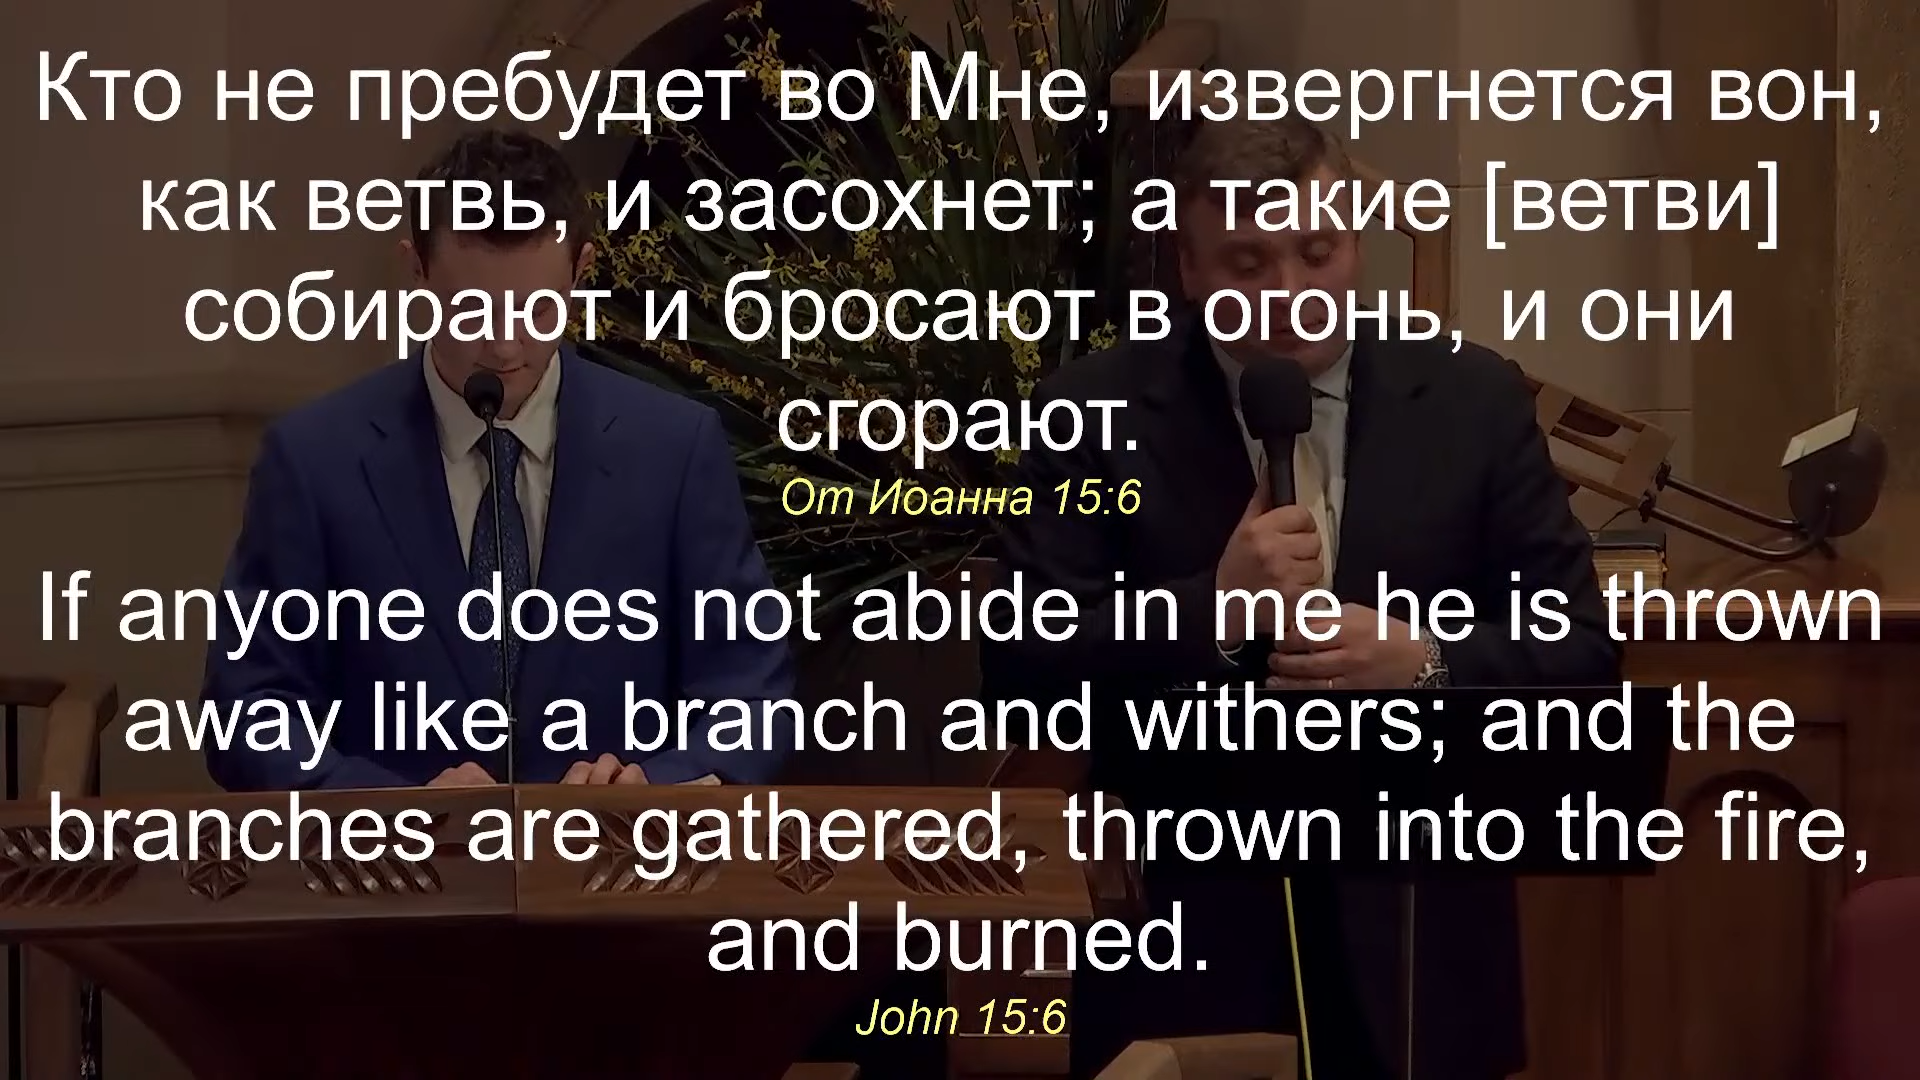 Кто не пребудет во Мне, извергнется вон,
как ветвь, и засохнет; а такие [ветви]
собирают и бросают в огонь, и они
сгорают.
От Иоанна 15:6
If anyone does not abide in me he is thrown
away like a branch and withers; and the
branches are gathered, thrown into the fire,
and burned.
John 15:6